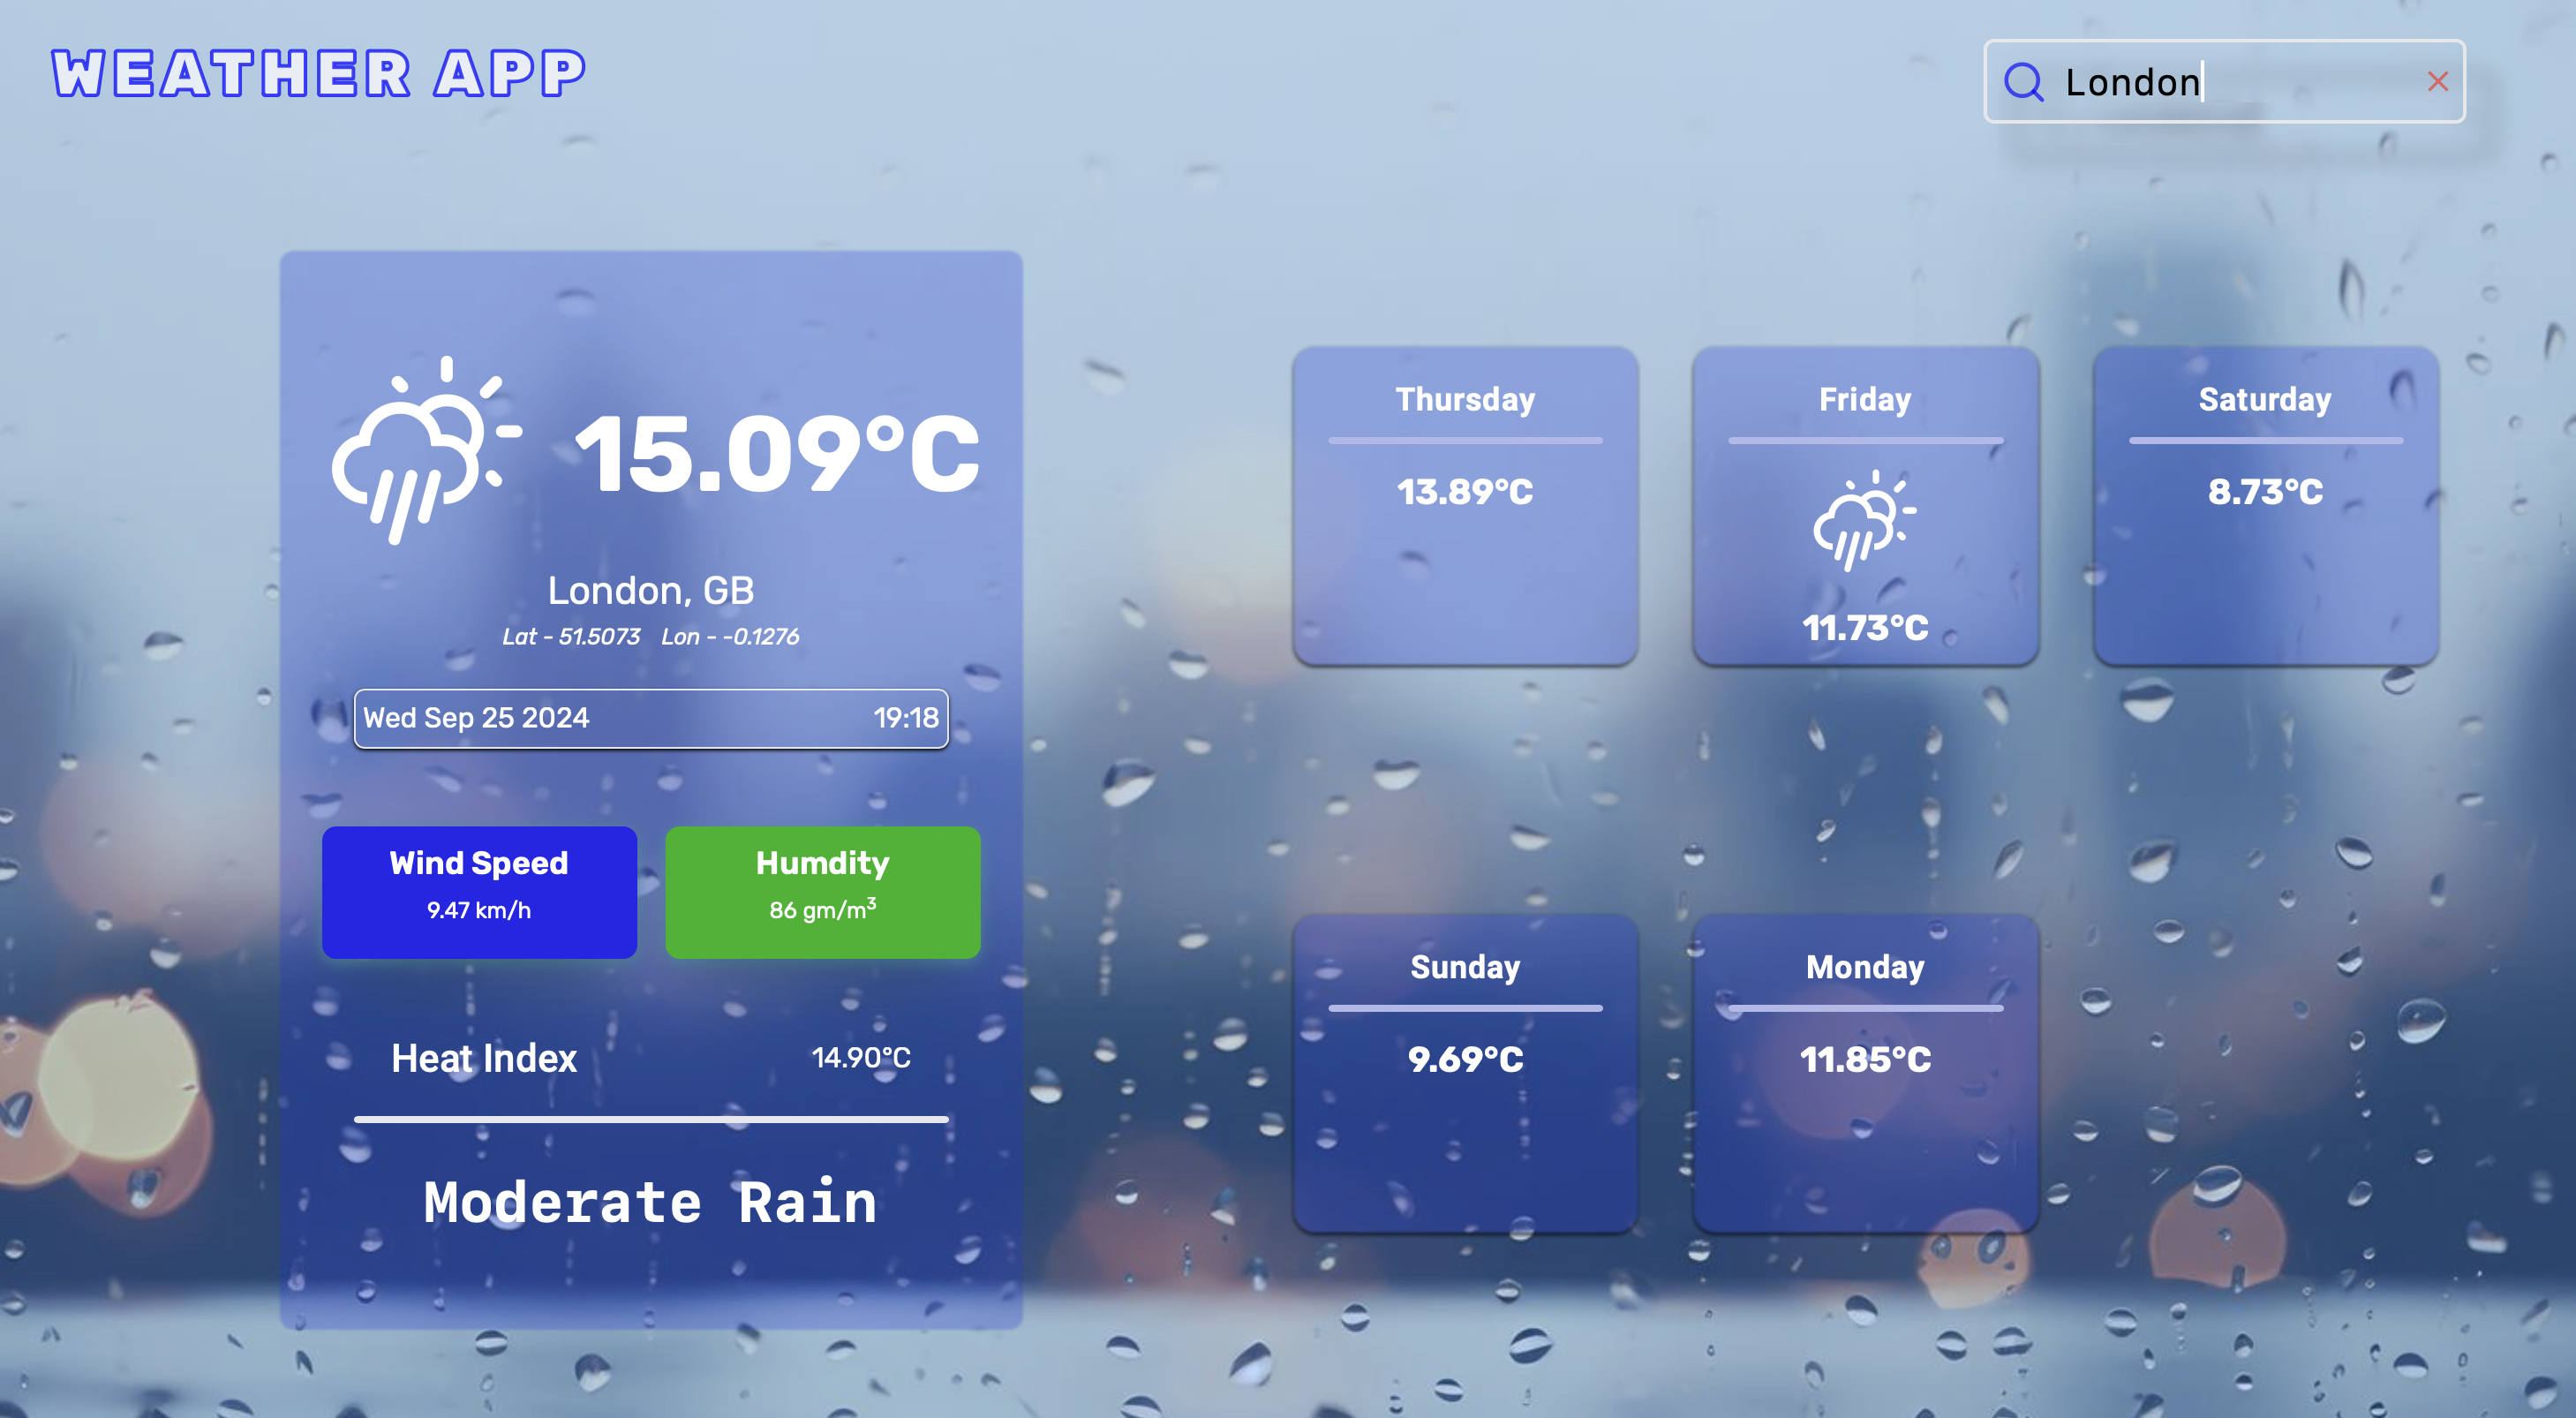 WEATHER APP
London
15.09°C
London, GB
Lat - 51.5073 Lon - -0.1276
Wed Sep 25 2024 19:18
Wind Speed
9.47 km/h
Humdity
86 gm/m³
Heat Index 14.90°C
Moderate Rain
Thursday
13.89°C
Friday
11.73°C
Saturday
8.73°C
Sunday
9.69°C
Monday
11.85°C